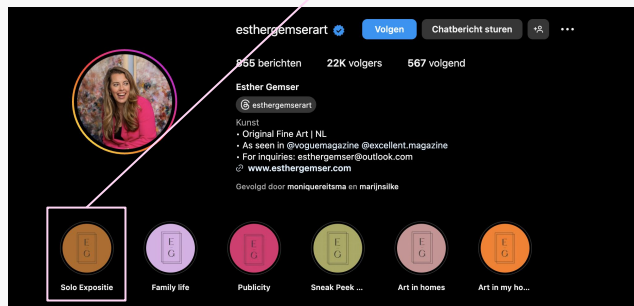 esthergemserart Volgen Chatbericht sturen
855 berichten 22K volgers 567 volgend
Esther Gemser
esthergemserart
Kunst
• Original Fine Art | NL
• As seen in @voguemagazine @excellent.magazine
• For inquiries: esthergemser@outlook.com
www.esthergemser.com
Gevolgd door moniquereitsma en marijnsilke
E G E G E G E G E G E G
Solo Expositie Family life Publicity Sneak Peek ... Art in homes Art in my ho...